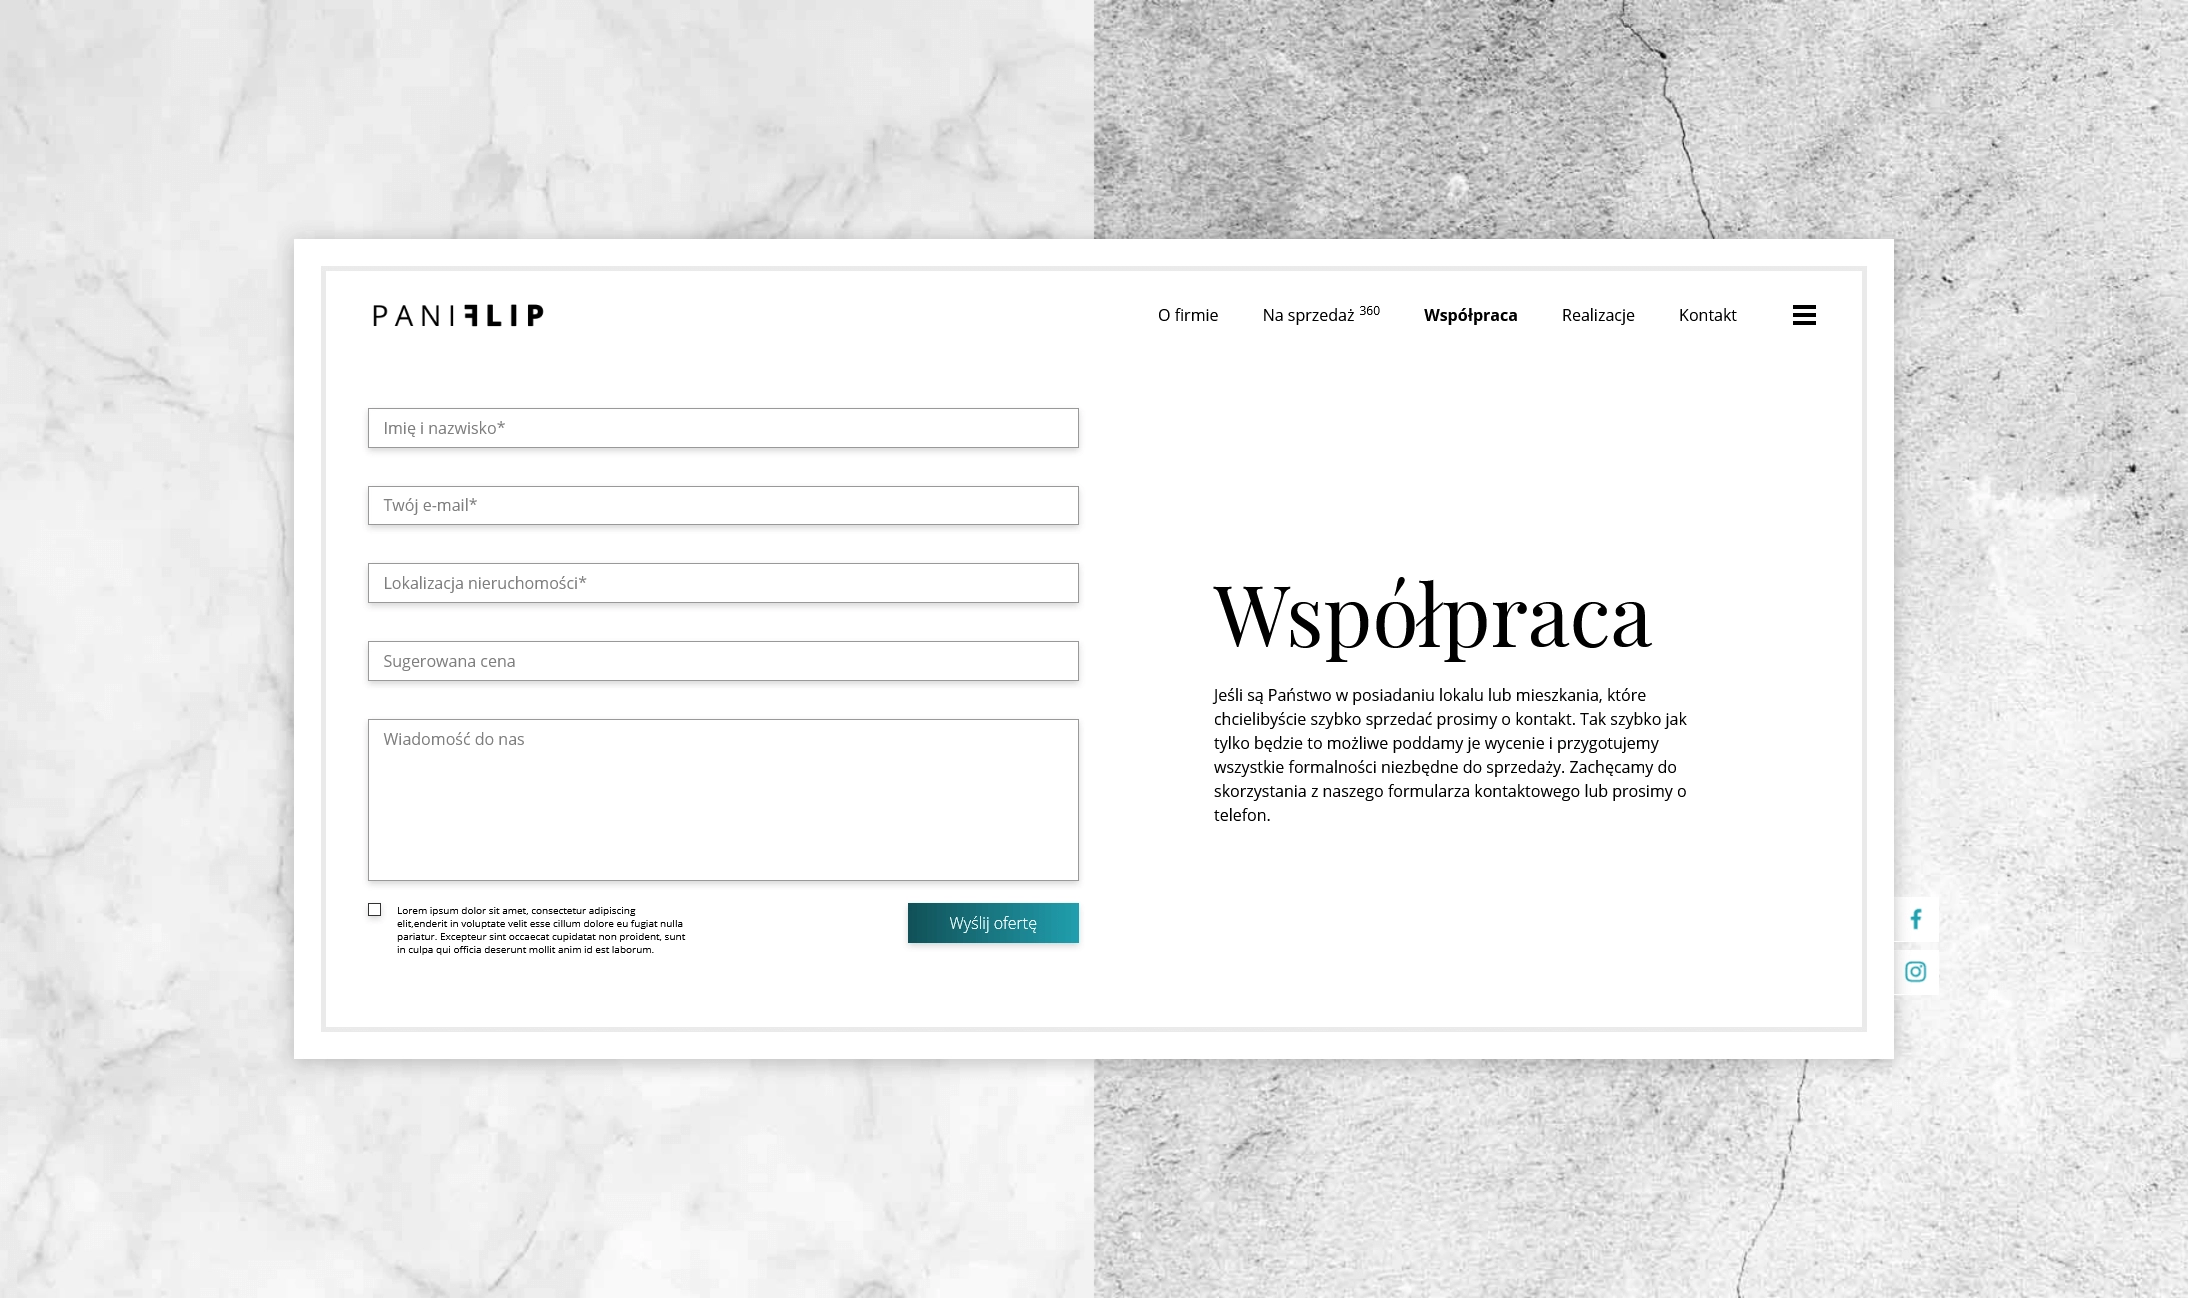 PANIFLIP
O firmie
Na sprzedaż 360
Współpraca
Realizacje
Kontakt
Imię i nazwisko*
Twój e-mail*
Lokalizacja nieruchomości*
Sugerowana cena
Wiadomość do nas
Lorem ipsum dolor sit amet, consectetur adipiscing
elit,enderit in voluptate velit esse cillum dolore eu fugiat nulla
pariatur. Excepteur sint occaecat cupidatat non proident, sunt
in culpa qui officia deserunt mollit anim id est laborum.
Wyślij ofertę
Współpraca
Jeśli są Państwo w posiadaniu lokalu lub mieszkania, które
chcielibyście szybko sprzedać prosimy o kontakt. Tak szybko jak
tylko będzie to możliwe poddamy je wycenie i przygotujemy
wszystkie formalności niezbędne do sprzedaży. Zachęcamy do
skorzystania z naszego formularza kontaktowego lub prosimy o
telefon.